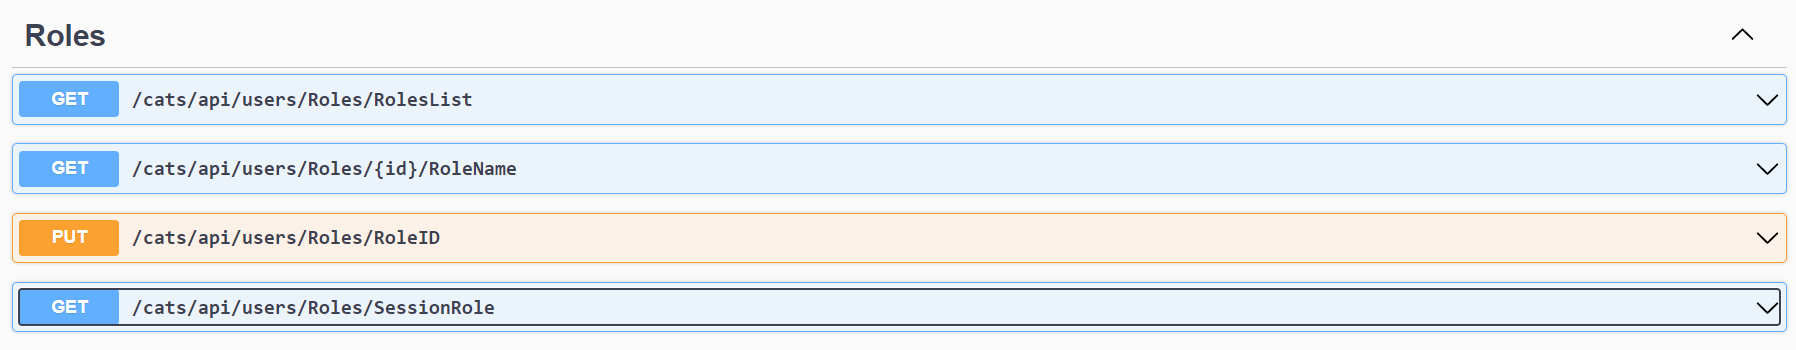 Roles
GET /cats/api/users/Roles/RolesList
GET /cats/api/users/Roles/{id}/RoleName
PUT /cats/api/users/Roles/RoleID
GET /cats/api/users/Roles/SessionRole